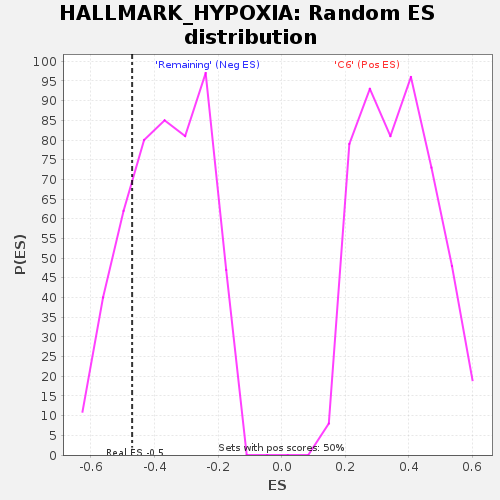 HALLMARK_HYPOXIA: Random ES
distribution
'Remaining' (Neg ES)
'C6' (Pos ES)
100
95
90
85
80
75
70
65
60
55
50
45
40
35
30
25
20
15
10
5
0
P(ES)
Real ES -0.5
Sets with pos scores: 50%
-0.6 -0.4 -0.2 0.0 0.2 0.4 0.6
ES